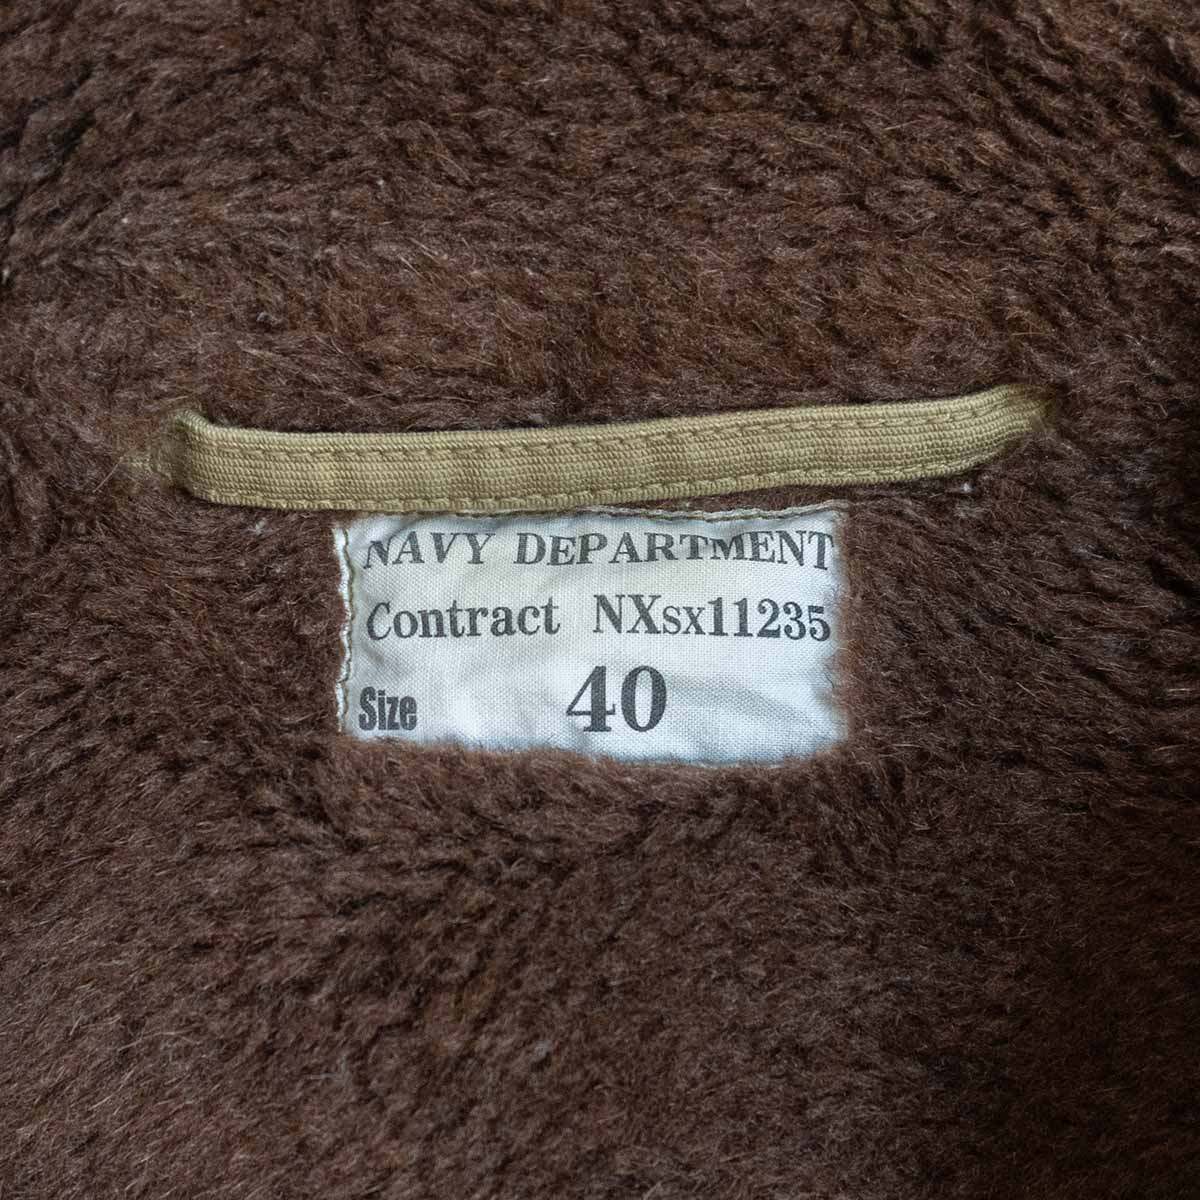 NAVY DEPARTMENT
Contract NXsx11235
Size 40